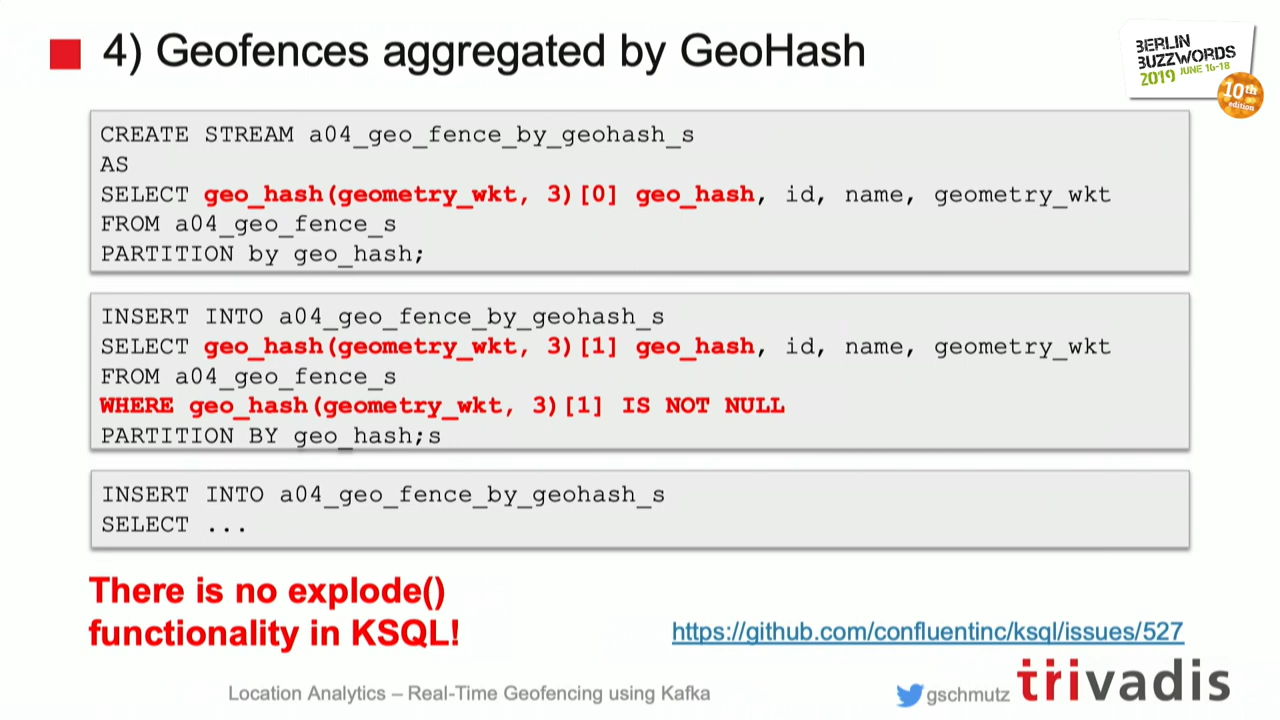 4) Geofences aggregated by GeoHash
BERLIN
BUZZWORDS
2019 JUNE 16-18
10th
edition
CREATE STREAM a04_geo_fence_by_geohash_s
AS
SELECT geo_hash(geometry_wkt, 3)[0] geo_hash, id, name, geometry_wkt
FROM a04_geo_fence_s
PARTITION by geo_hash;
INSERT INTO a04_geo_fence_by_geohash_s
SELECT geo_hash(geometry_wkt, 3)[1] geo_hash, id, name, geometry_wkt
FROM a04_geo_fence_s
WHERE geo_hash(geometry_wkt, 3)[1] IS NOT NULL
PARTITION BY geo_hash;s
INSERT INTO a04_geo_fence_by_geohash_s
SELECT ...
There is no explode()
functionality in KSQL!
https://github.com/confluentinc/ksql/issues/527
Location Analytics – Real-Time Geofencing using Kafka
gschmutz
trivadis